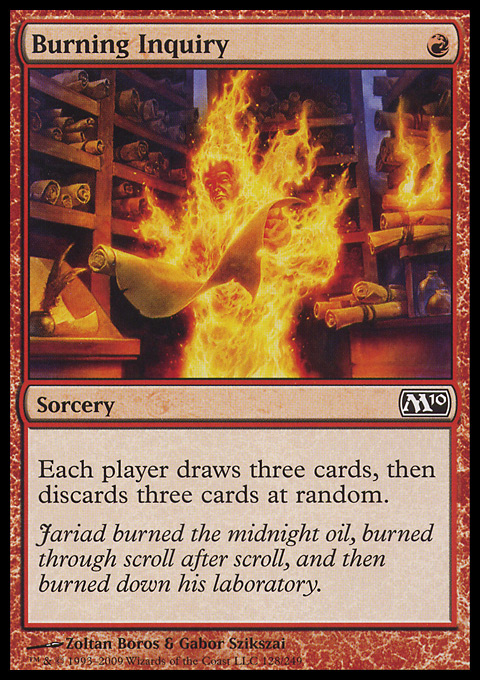 Burning Inquiry
Sorcery
M10
Each player draws three cards, then
discards three cards at random.
Jariad burned the midnight oil, burned
through scroll after scroll, and then
burned down his laboratory.
Zoltan Boros & Gabor Szikszai
™ & © 1993–2009 Wizards of the Coast LLC 128/249